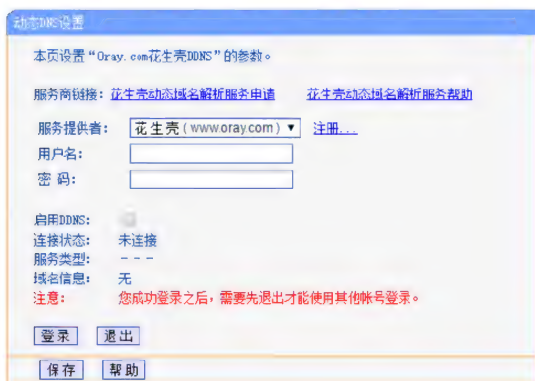 动态DNS设置
本页设置“Oray.com花生壳DDNS”的参数。
服务商链接： 花生壳动态域名解析服务申请 花生壳动态域名解析服务帮助
服务提供者： 花生壳 ( www.oray.com ) 注册...
用户名：
密 码：
启用DDNS：
连接状态： 未连接
服务类型： - - -
域名信息： 无
注意： 您成功登录之后，需要先退出才能使用其他帐号登录。
登录 退出
保存 帮助